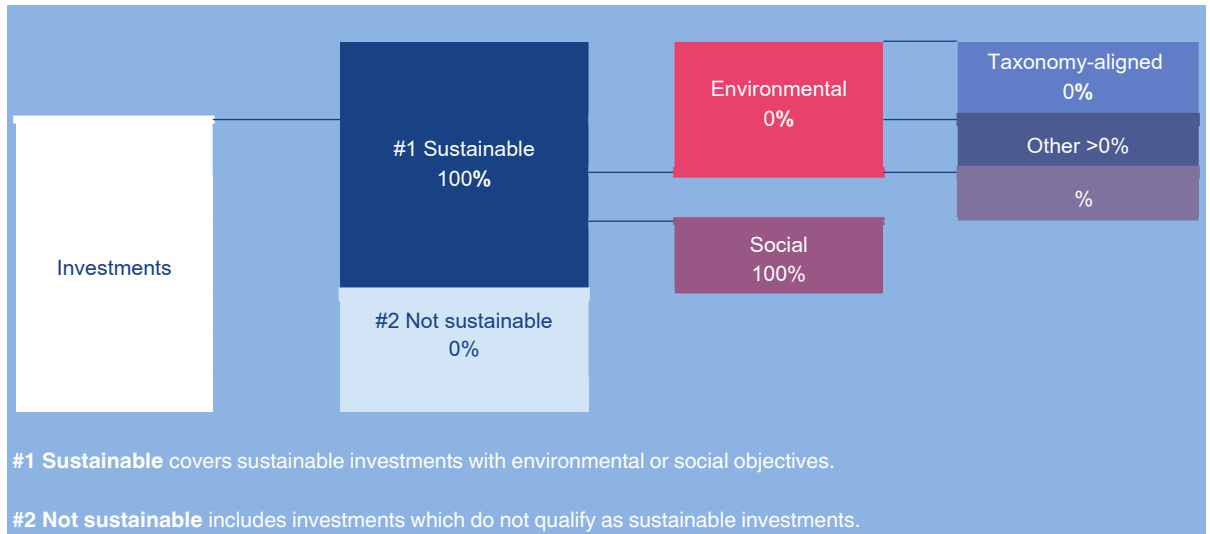 Investments
#1 Sustainable
100%
#2 Not sustainable
0%
Environmental
0%
Social
100%
Taxonomy-aligned
0%
Other >0%
%
#1 Sustainable covers sustainable investments with environmental or social objectives.
#2 Not sustainable includes investments which do not qualify as sustainable investments.